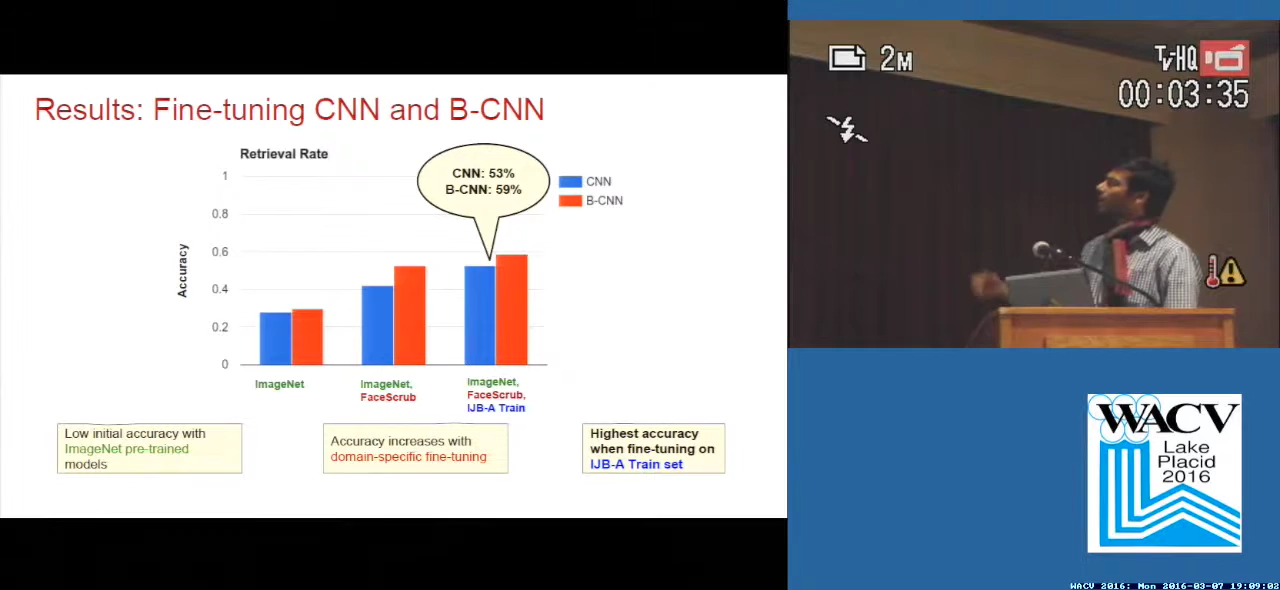 Results: Fine-tuning CNN and B-CNN
Retrieval Rate
CNN: 53%
B-CNN: 59%
CNN
B-CNN
Accuracy
1
0.8
0.6
0.4
0.2
0
ImageNet
ImageNet,
FaceScrub
ImageNet,
FaceScrub,
IJB-A Train
Low initial accuracy with
ImageNet pre-trained
models
Accuracy increases with
domain-specific fine-tuning
Highest accuracy
when fine-tuning on
IJB-A Train set
2M
TV-HQ
00:03:35
WACV
Lake
Placid
2016
WACV 2016: Mon 2016-03-07 19:09:02